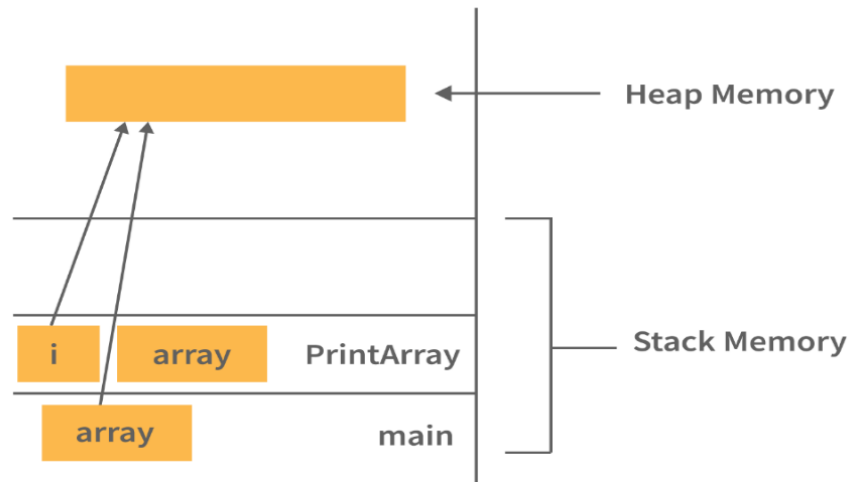 Heap Memory
i
array
PrintArray
Stack Memory
array
main